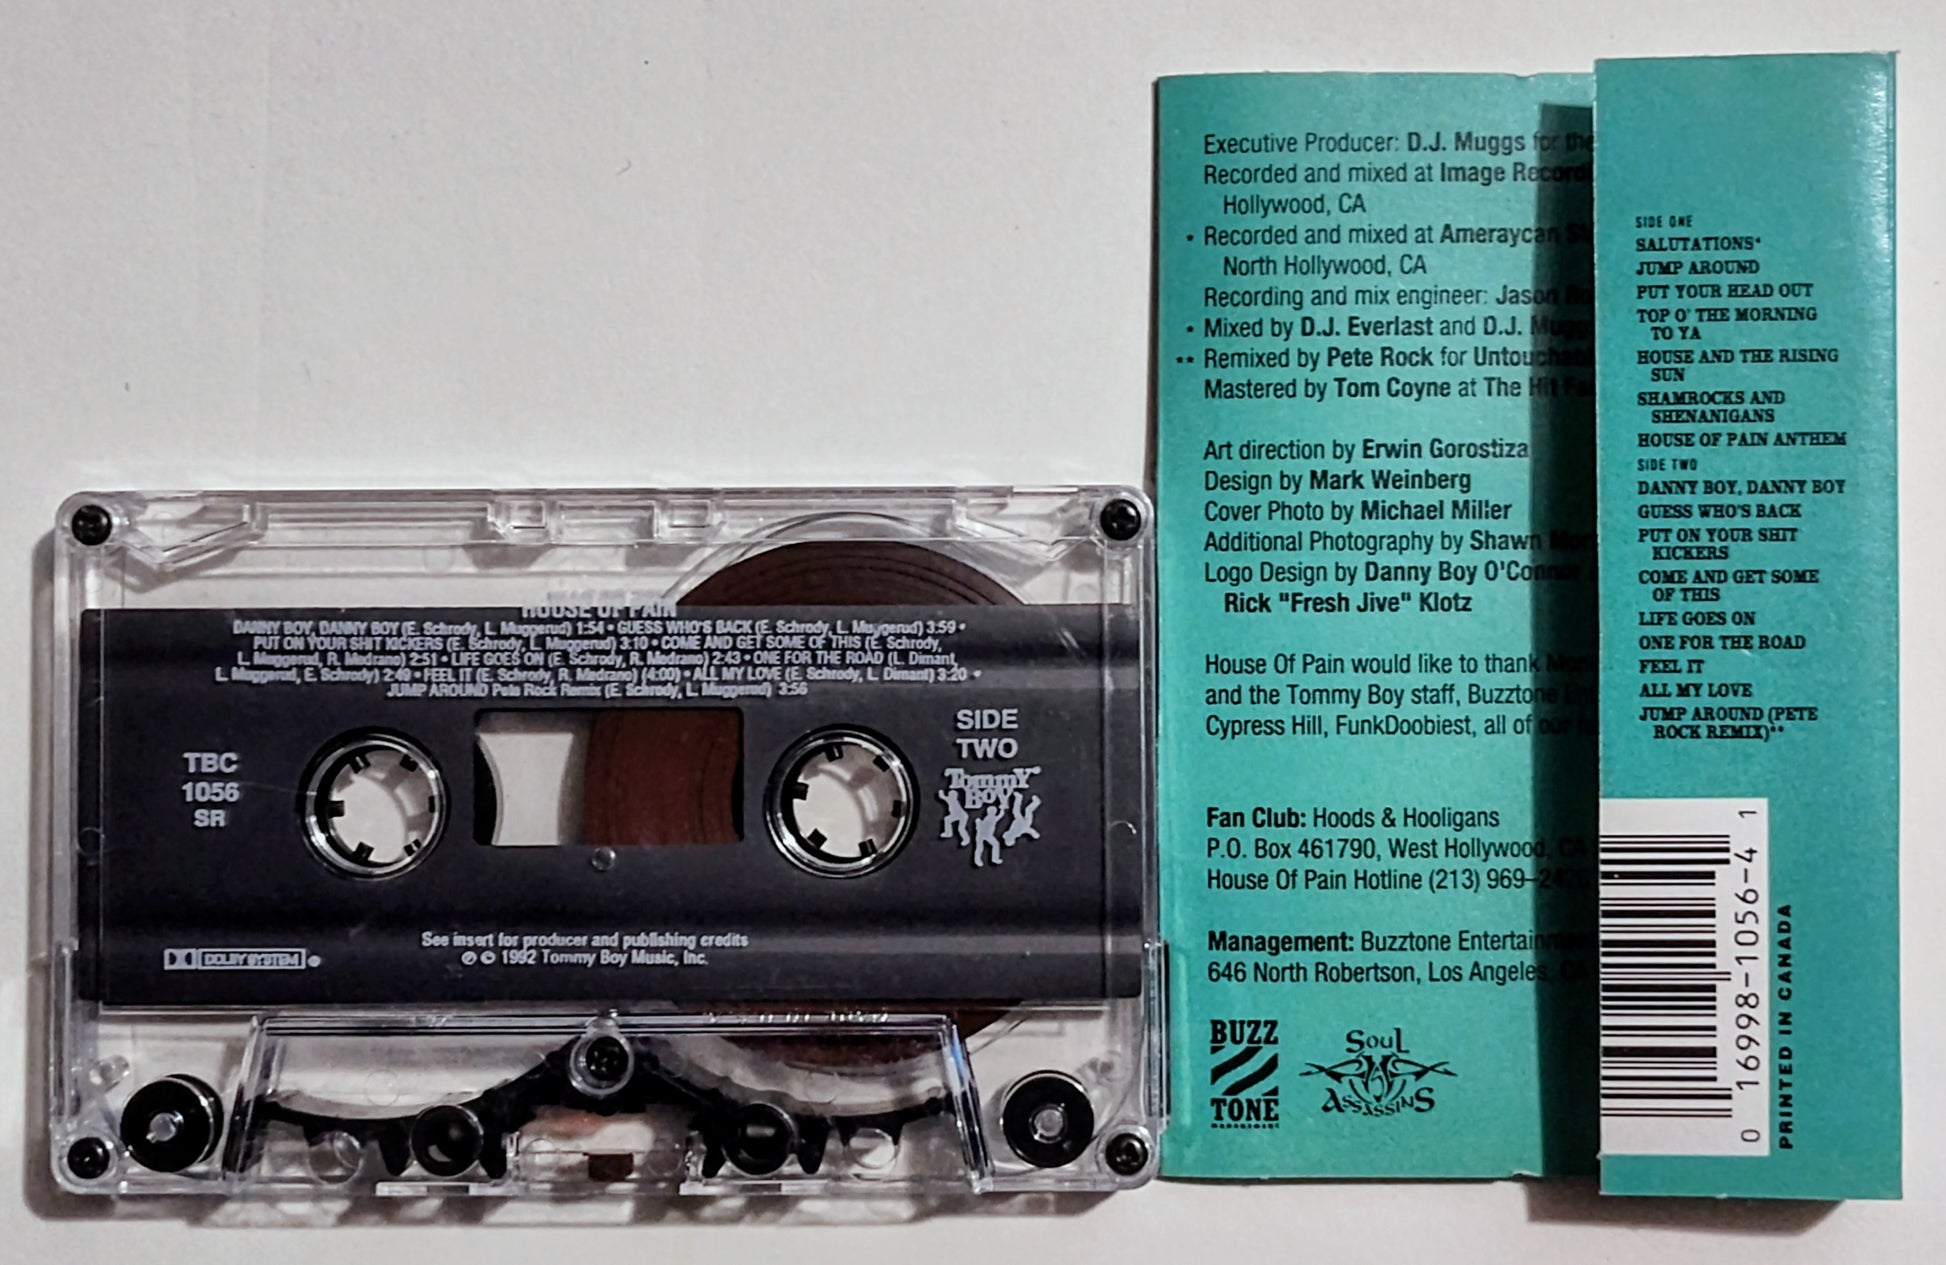 HOUSE OF PAIN
DANNY BOY, DANNY BOY (E. Schrody, L. Muggerud) 1:54 • GUESS WHO'S BACK (E. Schrody, L. Muggerud) 3:59 •
PUT ON YOUR SHIT KICKERS (E. Schrody, L. Muggerud) 3:10 • COME AND GET SOME OF THIS (E. Schrody,
L. Muggerud, R. Medrano) 2:51 • LIFE GOES ON (E. Schrody, R. Medrano) 2:43 • ONE FOR THE ROAD (L. Dimant,
L. Muggerud, E. Schrody) 2:49 • FEEL IT (E. Schrody, R. Medrano) (4:00) • ALL MY LOVE (E. Schrody, L. Dimant) 3:20 •
JUMP AROUND Pete Rock Remix (E. Schrody, L. Muggerud) 3:56
TBC
1056
SR
SIDE
TWO
Tommy
Boy
See insert for producer and publishing credits
℗ © 1992 Tommy Boy Music, Inc.
DOLBY SYSTEM
Executive Producer: D.J. Muggs for the
Recorded and mixed at Image
Hollywood, CA
* Recorded and mixed at Ameraycan
North Hollywood, CA
Recording and mix engineer: Jason
* Mixed by D.J. Everlast and D.J. Muggs
** Remixed by Pete Rock for
Mastered by Tom Coyne at The Hit
Art direction by Erwin Gorostiza
Design by Mark Weinberg
Cover Photo by Michael Miller
Additional Photography by Shawn
Logo Design by Danny Boy O'Connor
Rick "Fresh Jive" Klotz
House Of Pain would like to thank
and the Tommy Boy staff, Buzztone
Cypress Hill, FunkDoobiest, all of our
Fan Club: Hoods & Hooligans
P.O. Box 461790, West Hollywood, CA
House Of Pain Hotline (213) 969–
Management: Buzztone
646 North Robertson, Los Angeles, CA
BUZZ
TONE
MANAGEMENT
Soul
Assassins
SIDE ONE
SALUTATIONS*
JUMP AROUND
PUT YOUR HEAD OUT
TOP O' THE MORNING
TO YA
HOUSE AND THE RISING
SUN
SHAMROCKS AND
SHENANIGANS
HOUSE OF PAIN ANTHEM
SIDE TWO
DANNY BOY, DANNY BOY
GUESS WHO'S BACK
PUT ON YOUR SHIT
KICKERS
COME AND GET SOME
OF THIS
LIFE GOES ON
ONE FOR THE ROAD
FEEL IT
ALL MY LOVE
JUMP AROUND (PETE
ROCK REMIX)**
0 16998-1056-4 1
PRINTED IN CANADA